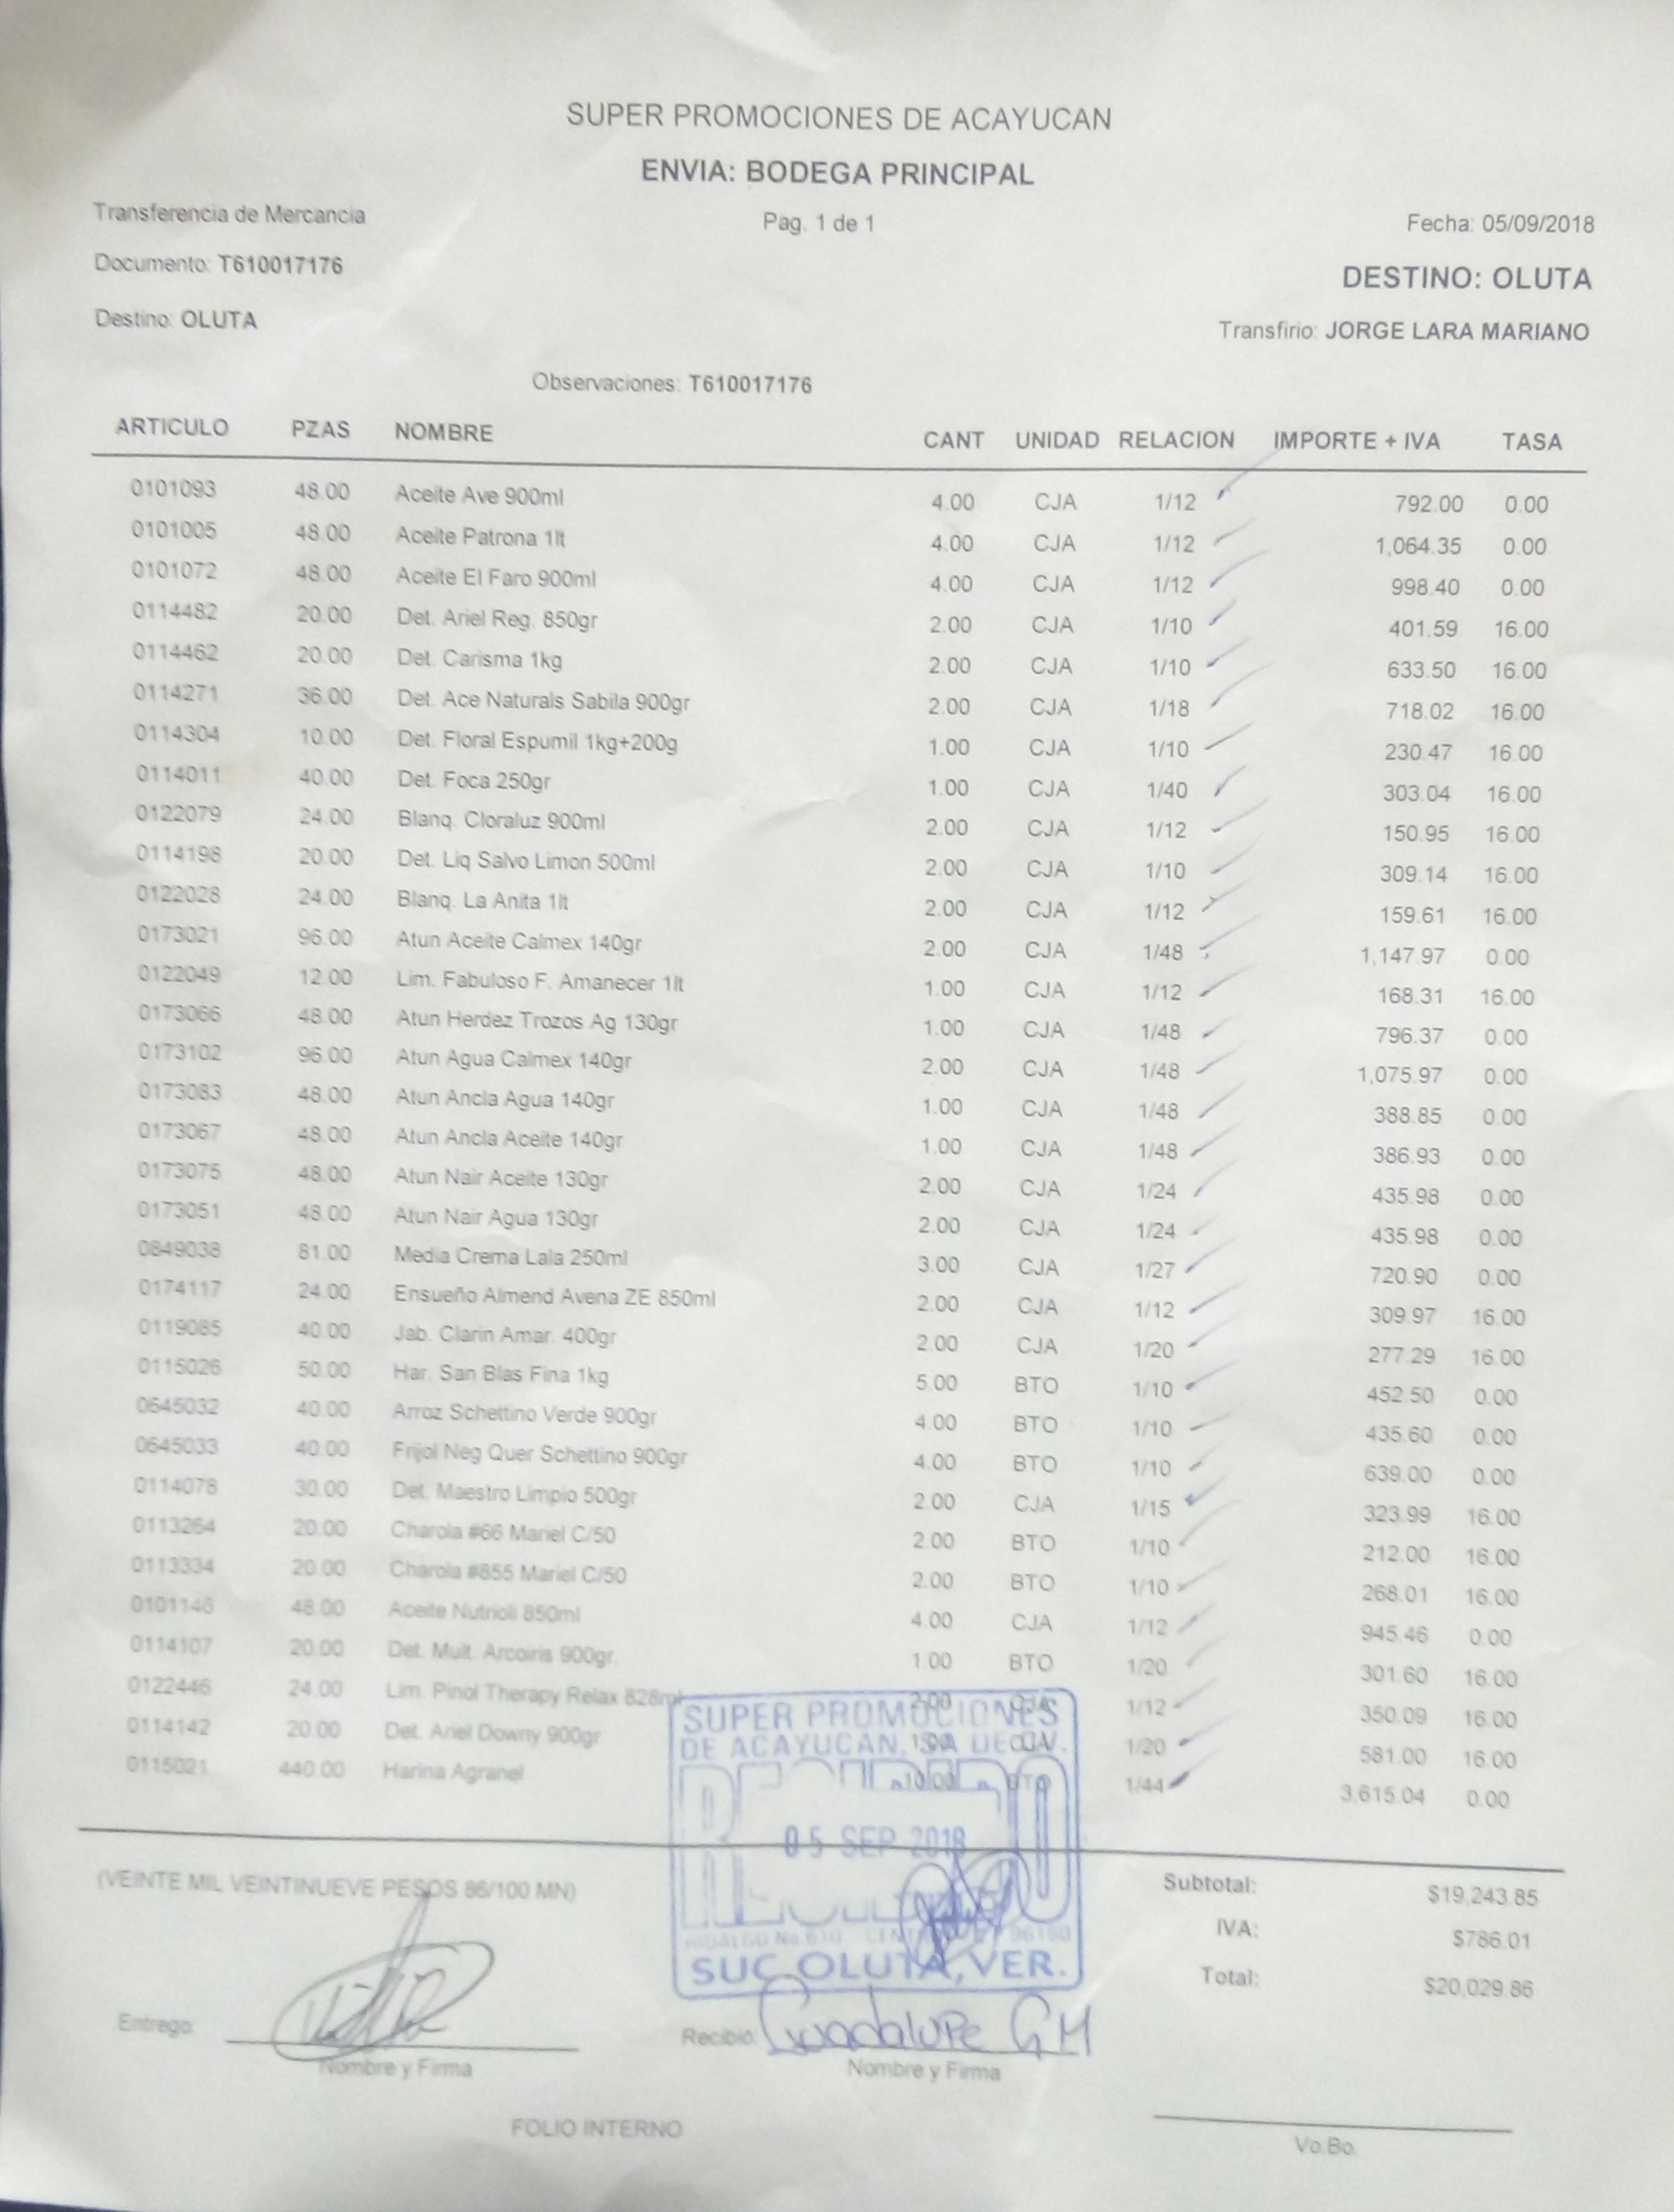 SUPER PROMOCIONES DE ACAYUCAN
ENVIA: BODEGA PRINCIPAL
Transferencia de Mercancia Pag. 1 de 1 Fecha: 05/09/2018
Documento: T610017176 DESTINO: OLUTA
Destino: OLUTA Transfirio: JORGE LARA MARIANO
Observaciones: T610017176
ARTICULO PZAS NOMBRE CANT UNIDAD RELACION IMPORTE + IVA TASA
0101093 48.00 Aceite Ave 900ml 4.00 CJA 1/12 792.00 0.00
0101005 48.00 Aceite Patrona 1lt 4.00 CJA 1/12 1,064.35 0.00
0101072 48.00 Aceite El Faro 900ml 4.00 CJA 1/12 998.40 0.00
0114482 20.00 Det. Ariel Reg. 850gr 2.00 CJA 1/10 401.59 16.00
0114462 20.00 Det. Carisma 1kg 2.00 CJA 1/10 633.50 16.00
0114271 36.00 Det. Ace Naturals Sabila 900gr 2.00 CJA 1/18 718.02 16.00
0114304 10.00 Det. Floral Espumil 1kg+200g 1.00 CJA 1/10 230.47 16.00
0114011 40.00 Det. Foca 250gr 1.00 CJA 1/40 303.04 16.00
0122079 24.00 Blanq. Cloraluz 900ml 2.00 CJA 1/12 150.95 16.00
0114198 20.00 Det. Liq Salvo Limon 500ml 2.00 CJA 1/10 309.14 16.00
0122028 24.00 Blanq. La Anita 1lt 2.00 CJA 1/12 159.61 16.00
0173021 96.00 Atun Aceite Calmex 140gr 2.00 CJA 1/48 1,147.97 0.00
0122049 12.00 Lim. Fabuloso F. Amanecer 1lt 1.00 CJA 1/12 168.31 16.00
0173066 48.00 Atun Herdez Trozos Ag 130gr 1.00 CJA 1/48 796.37 0.00
0173102 96.00 Atun Agua Calmex 140gr 2.00 CJA 1/48 1,075.97 0.00
0173083 48.00 Atun Ancla Agua 140gr 1.00 CJA 1/48 388.85 0.00
0173067 48.00 Atun Ancla Aceite 140gr 1.00 CJA 1/48 386.93 0.00
0173075 48.00 Atun Nair Aceite 130gr 2.00 CJA 1/24 435.98 0.00
0173051 48.00 Atun Nair Agua 130gr 2.00 CJA 1/24 435.98 0.00
0849038 81.00 Media Crema Lala 250ml 3.00 CJA 1/27 720.90 0.00
0174117 24.00 Ensueño Almend Avena ZE 850ml 2.00 CJA 1/12 309.97 16.00
0119085 40.00 Jab. Clarin Amar. 400gr 2.00 CJA 1/20 277.29 16.00
0115026 50.00 Har. San Blas Fina 1kg 5.00 BTO 1/10 452.50 0.00
0645032 40.00 Arroz Schettino Verde 900gr 4.00 BTO 1/10 435.60 0.00
0645033 40.00 Frijol Neg Quer Schettino 900gr 4.00 BTO 1/10 639.00 0.00
0114078 30.00 Det. Maestro Limpio 500gr 2.00 CJA 1/15 323.99 16.00
0113264 20.00 Charola #66 Mariel C/50 2.00 BTO 1/10 212.00 16.00
0113334 20.00 Charola #855 Mariel C/50 2.00 BTO 1/10 268.01 16.00
0101146 48.00 Aceite Nutrioli 850ml 4.00 CJA 1/12 945.46 0.00
0114107 20.00 Det. Mult. Arcoiris 900gr. 1.00 BTO 1/20 301.60 16.00
0122446 24.00 Lim. Pinol Therapy Relax 828ml 2.00 CJA 1/12 350.09 16.00
0114142 20.00 Det. Ariel Downy 900gr 1.00 CJA 1/20 581.00 16.00
0115021 440.00 Harina Agranel 10.00 BTO 1/44 3,615.04 0.00
SUPER PROMOCIONES
DE ACAYUCAN, SA DE CV.
RECIBIDO
05 SEP 2018
HIDALGO No 610 96160
SUC OLUTA, VER.
(VEINTE MIL VEINTINUEVE PESOS 86/100 MN)
Subtotal: $19,243.85
IVA: $786.01
Total: $20,029.86
Entrego: Recibio: Guadalupe GM
Nombre y Firma Nombre y Firma
FOLIO INTERNO
Vo.Bo.